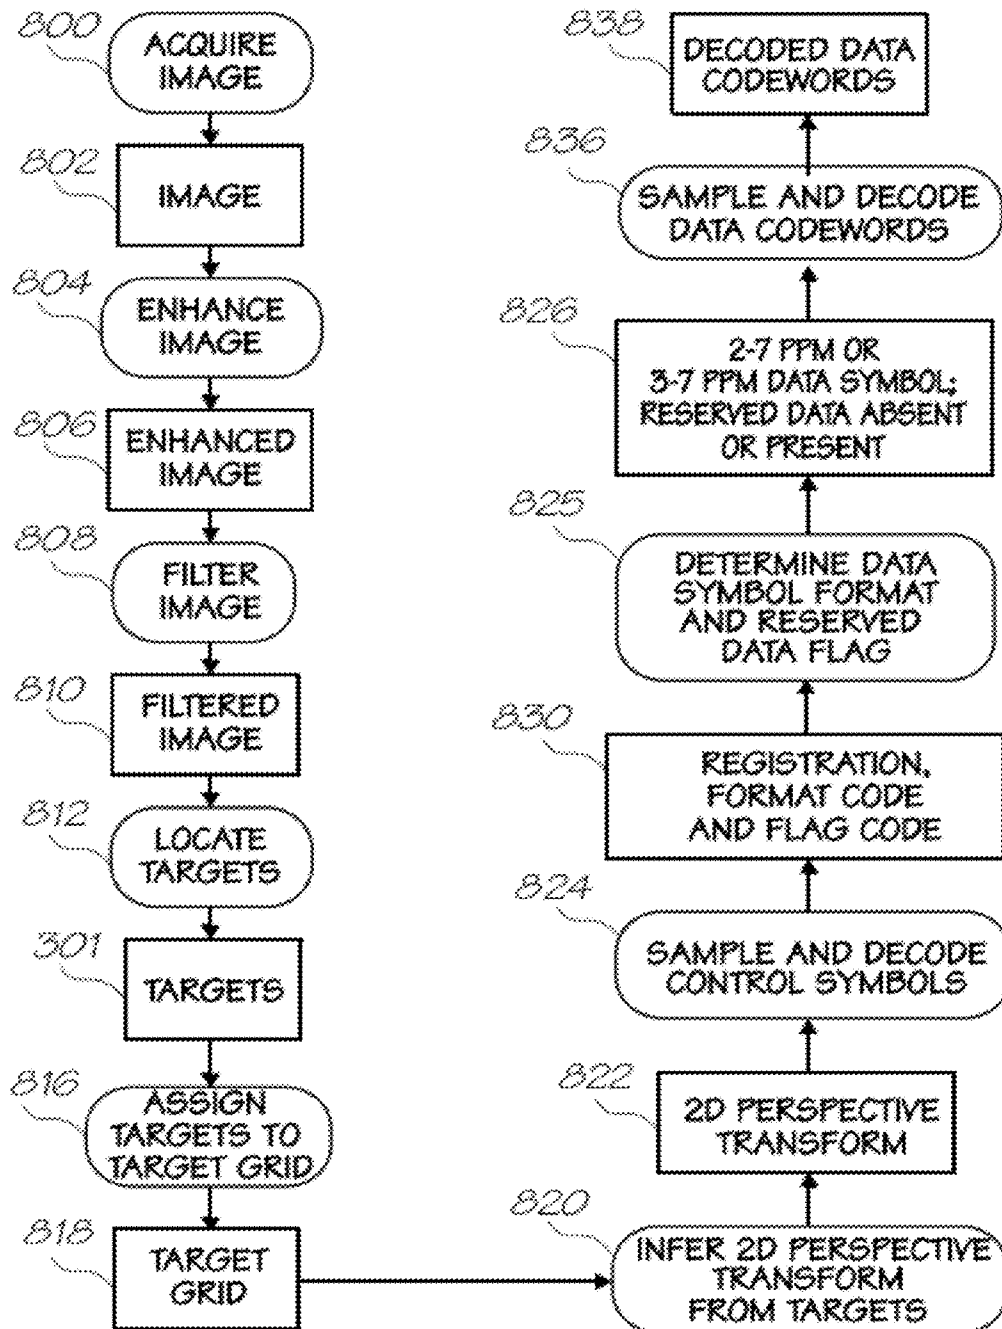 800
ACQUIRE
IMAGE
802
IMAGE
804
ENHANCE
IMAGE
806
ENHANCED
IMAGE
808
FILTER
IMAGE
810
FILTERED
IMAGE
812
LOCATE
TARGETS
301
TARGETS
816
ASSIGN
TARGETS TO
TARGET GRID
818
TARGET
GRID
838
DECODED DATA
CODEWORDS
836
SAMPLE AND DECODE
DATA CODEWORDS
826
2-7 PPM OR
3-7 PPM DATA SYMBOL;
RESERVED DATA ABSENT
OR PRESENT
825
DETERMINE DATA
SYMBOL FORMAT
AND RESERVED
DATA FLAG
830
REGISTRATION,
FORMAT CODE
AND FLAG CODE
824
SAMPLE AND DECODE
CONTROL SYMBOLS
822
2D PERSPECTIVE
TRANSFORM
820
INFER 2D PERSPECTIVE
TRANSFORM
FROM TARGETS